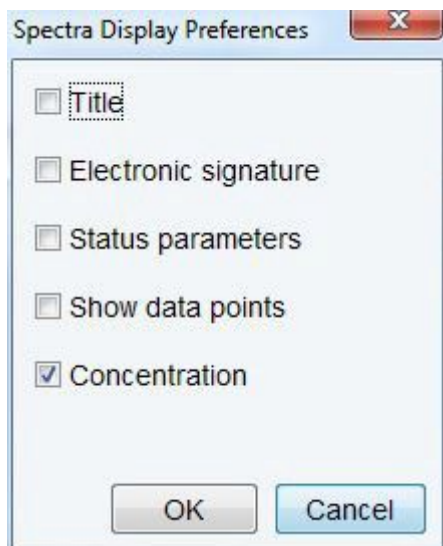 Spectra Display Preferences
Title
Electronic signature
Status parameters
Show data points
Concentration
OK Cancel